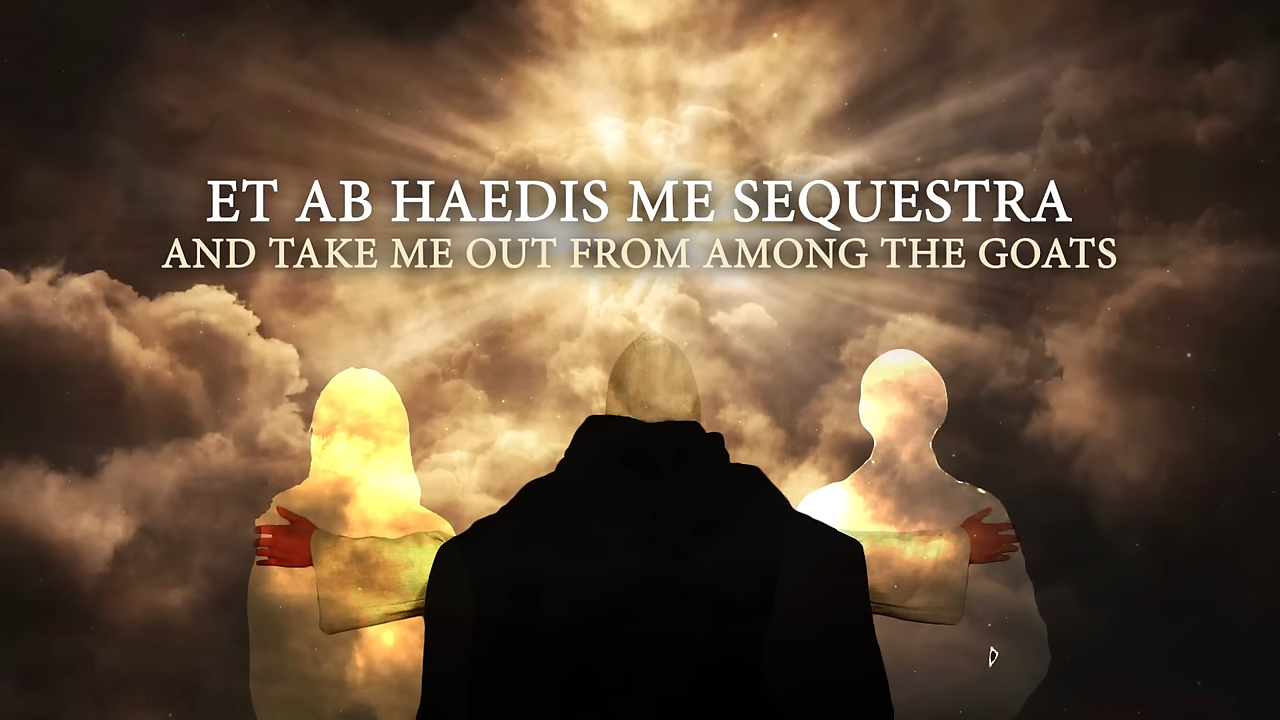 ET AB HAEDIS ME SEQUESTRA
AND TAKE ME OUT FROM AMONG THE GOATS